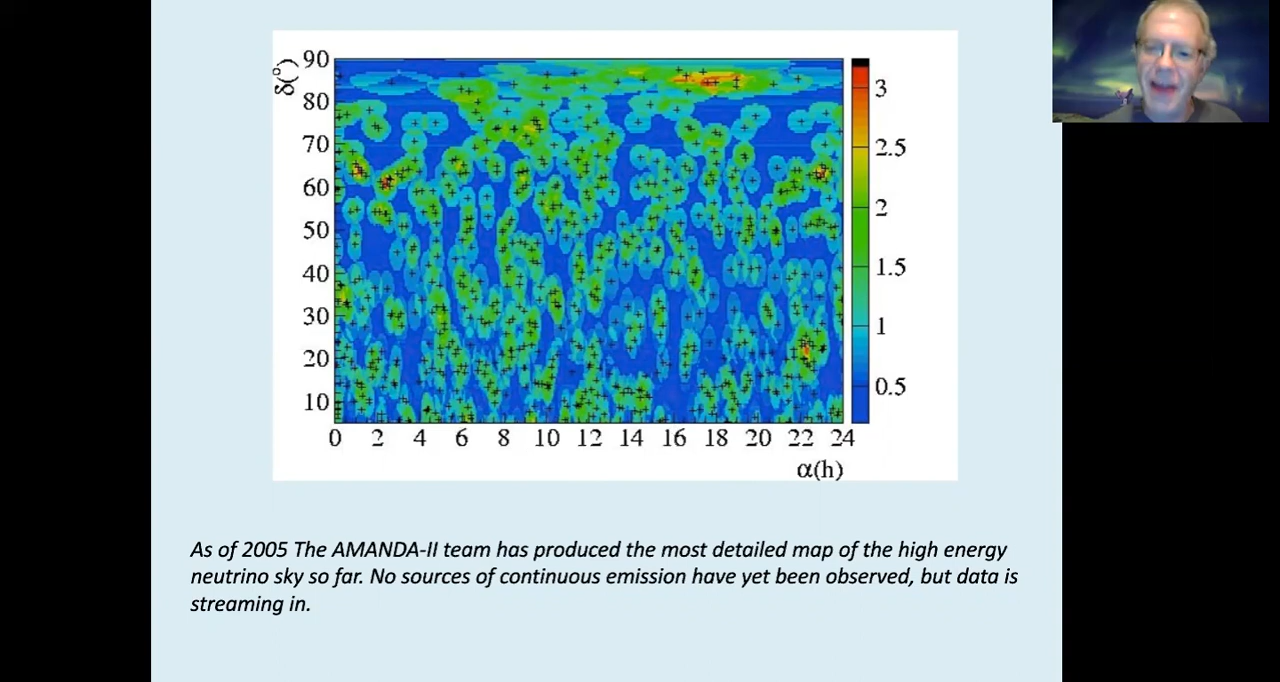 δ(°)
90
80
70
60
50
40
30
20
10
0 2 4 6 8 10 12 14 16 18 20 22 24
α(h)
3
2.5
2
1.5
1
0.5
As of 2005 The AMANDA-II team has produced the most detailed map of the high energy
neutrino sky so far. No sources of continuous emission have yet been observed, but data is
streaming in.